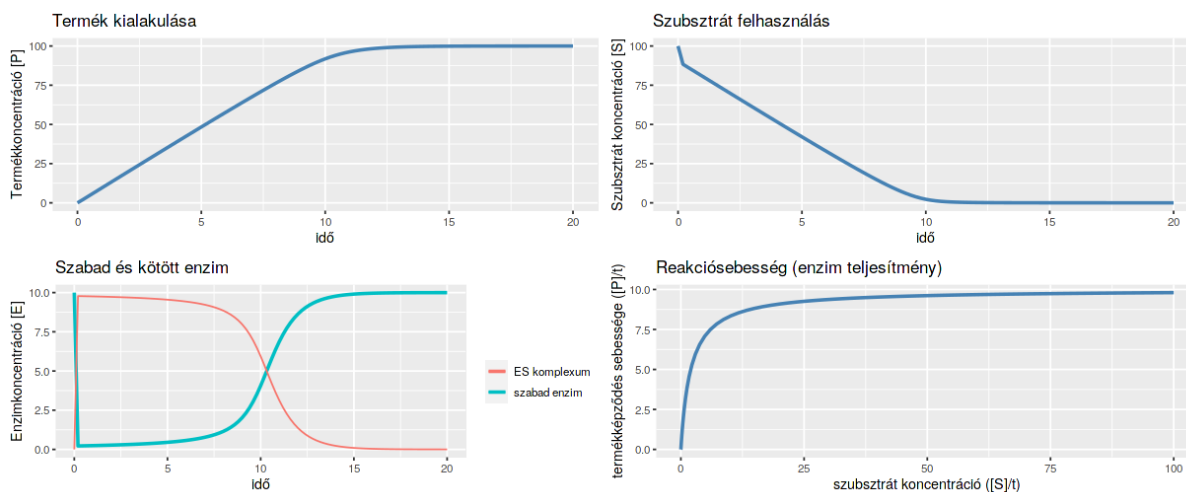 Termék kialakulása
Termékkoncentráció [P]
100
75
50
25
0
0 5 10 15 20
idő
Szubsztrát felhasználás
Szubsztrát koncentráció [S]
100
75
50
25
0
0 5 10 15 20
idő
Szabad és kötött enzim
Enzimkoncentráció [E]
10.0
7.5
5.0
2.5
0.0
0 5 10 15 20
idő
ES komplexum
szabad enzim
Reakciósebesség (enzim teljesítmény)
termékképződés sebessége ([P]/t)
10.0
7.5
5.0
2.5
0.0
0 25 50 75 100
szubsztrát koncentráció ([S]/t)